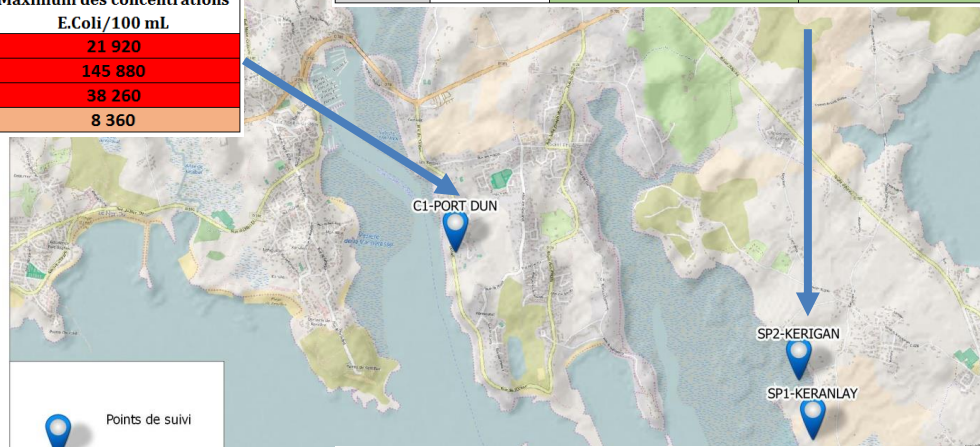 Maximum des concentrations
E.Coli/100 mL
21 920
145 880
38 260
8 360
C1-PORT DUN
SP2-KERIGAN
SP1-KERANLAY
Points de suivi